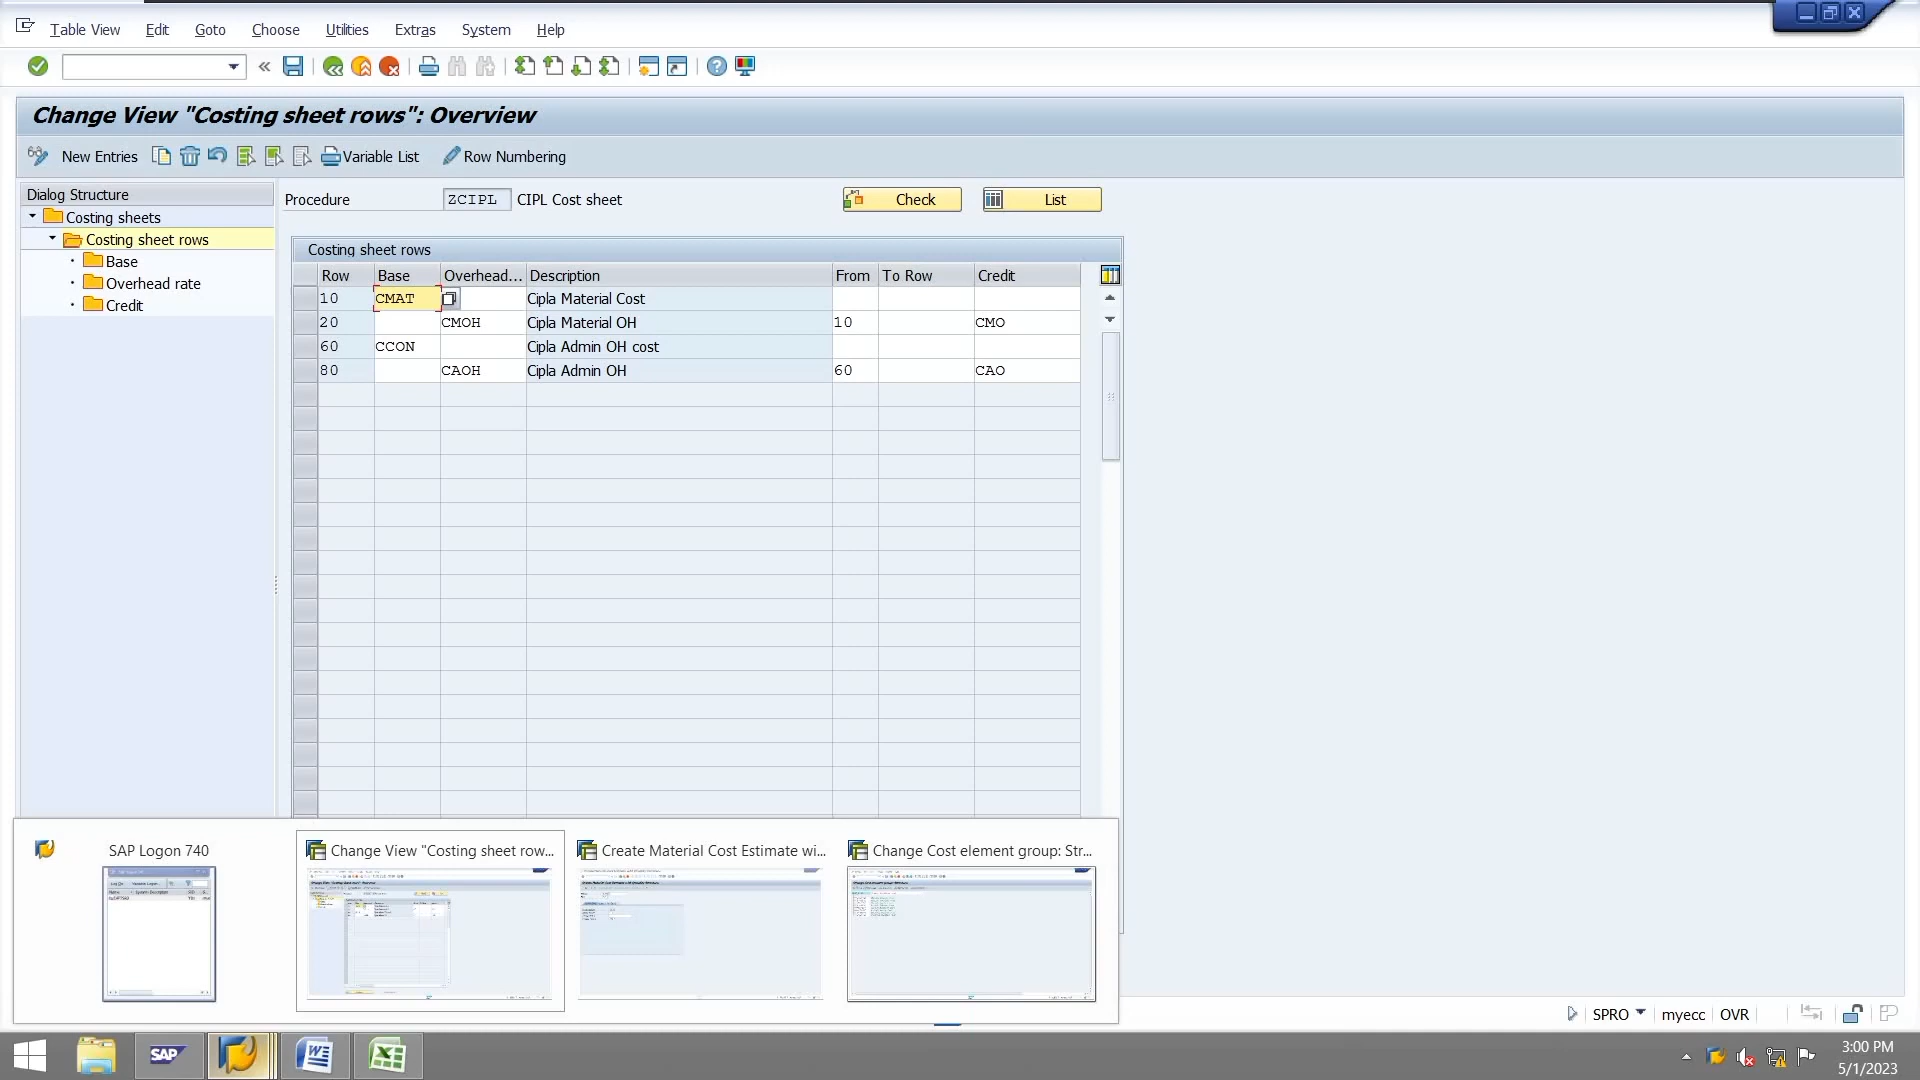 Table View Edit Goto Choose Utilities Extras System Help
Change View "Costing sheet rows": Overview
New Entries Variable List Row Numbering
Dialog Structure
Costing sheets
Costing sheet rows
Base
Overhead rate
Credit
Procedure ZCIPL CIPL Cost sheet Check List
Costing sheet rows
Row Base Overhead... Description From To Row Credit
10 CMAT Cipla Material Cost
20 CMOH Cipla Material OH 10 CMO
60 CCON Cipla Admin OH cost
80 CAOH Cipla Admin OH 60 CAO
SAP Logon 740
Change View "Costing sheet row...
Create Material Cost Estimate wi...
Change Cost element group: Str...
SPRO myecc OVR
SAP
3:00 PM
5/1/2023